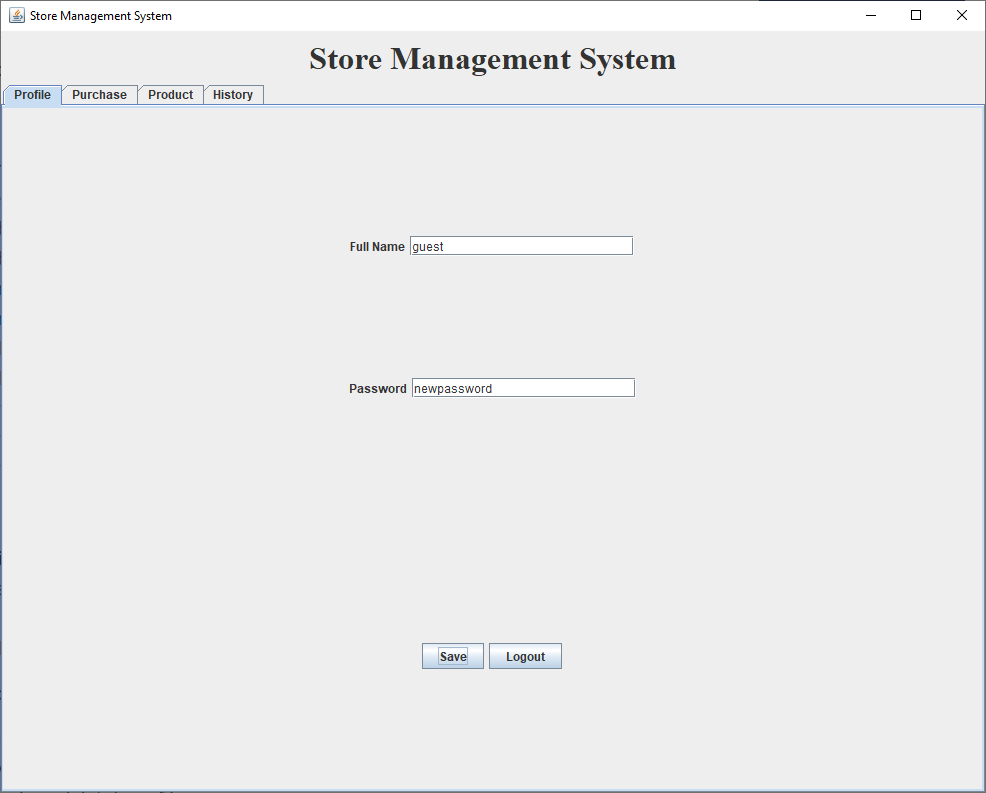 Store Management System
Store Management System
Profile Purchase Product History
Full Name guest
Password newpassword
Save Logout